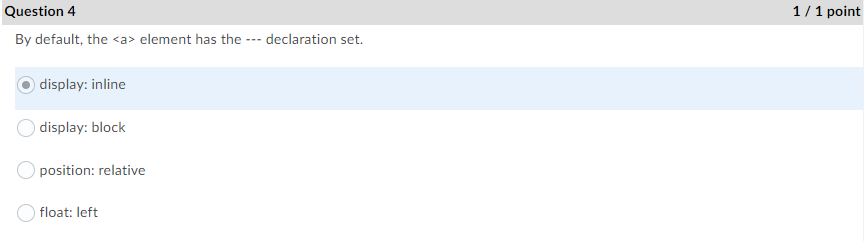 Question 4 1 / 1 point
By default, the <a> element has the --- declaration set.
display: inline
display: block
position: relative
float: left